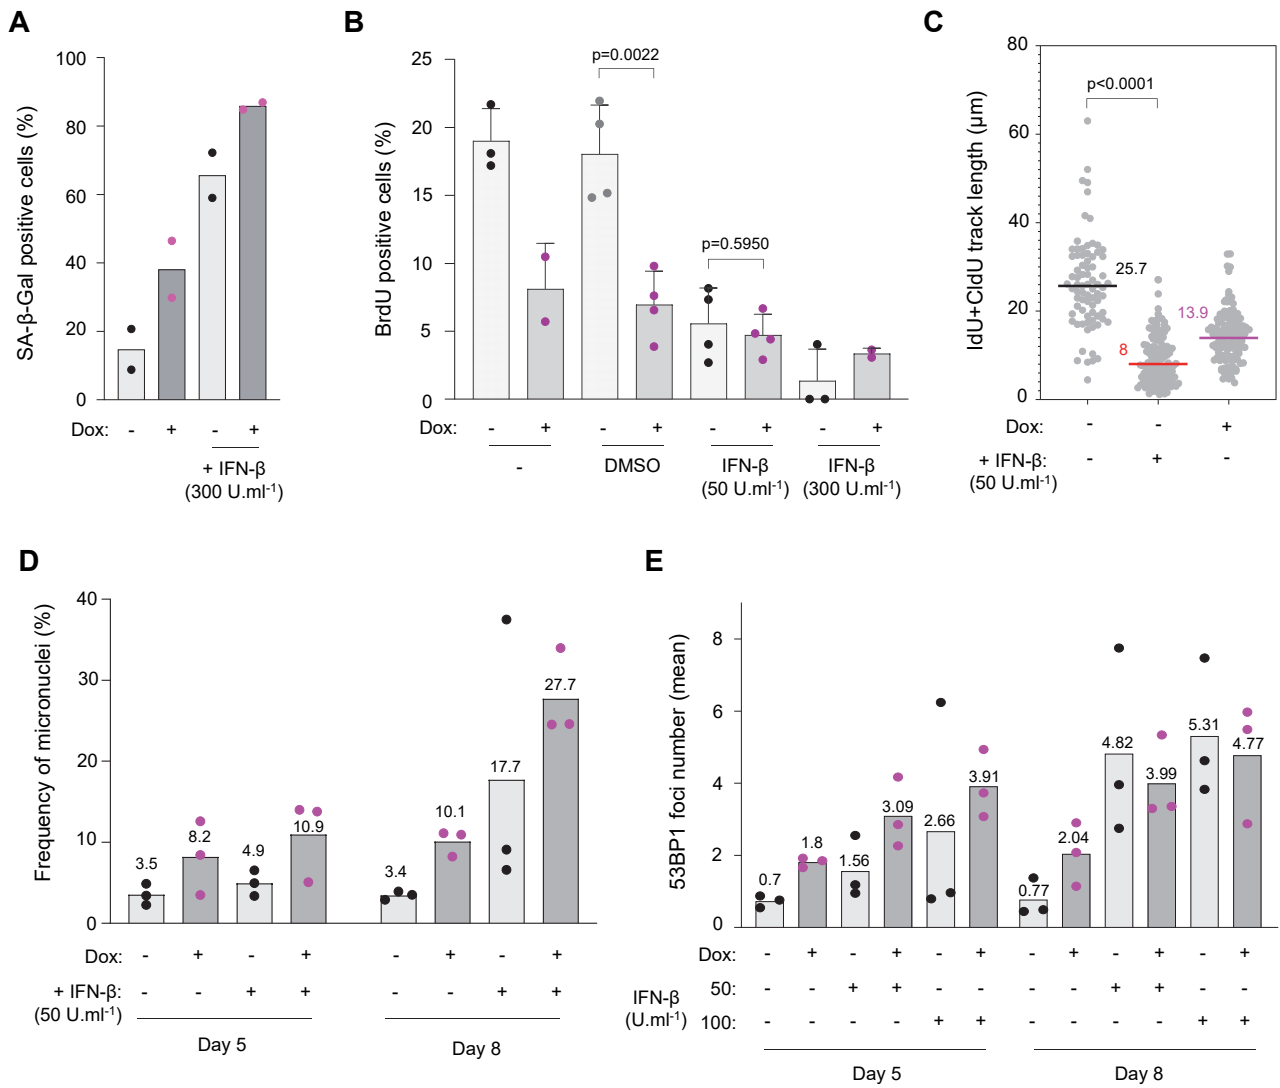 A
SA-β-Gal positive cells (%)
100
80
60
40
20
0
Dox: - + - +
+ IFN-β
(300 U.ml-1)
B
BrdU positive cells (%)
25
20
15
10
5
0
p=0.0022
p=0.5950
Dox: - + - + - + - +
- DMSO IFN-β IFN-β
(50 U.ml-1) (300 U.ml-1)
C
IdU+CldU track length (µm)
80
60
40
20
0
p<0.0001
25.7
8
13.9
Dox: - - +
+ IFN-β: - + -
(50 U.ml-1)
D
Frequency of micronuclei (%)
40
30
20
10
0
3.5
8.2
4.9
10.9
3.4
10.1
17.7
27.7
Dox: - + - + - + - +
+ IFN-β: - - + + - - + +
(50 U.ml-1)
Day 5 Day 8
E
53BP1 foci number (mean)
8
6
4
2
0
0.7
1.8
1.56
3.09
2.66
3.91
0.77
2.04
4.82
3.99
5.31
4.77
Dox: - + - + - + - + - + - +
IFN-β
(U.ml-1)
50: - - + + - - - - + + - -
100: - - - - + + - - - - + +
Day 5 Day 8